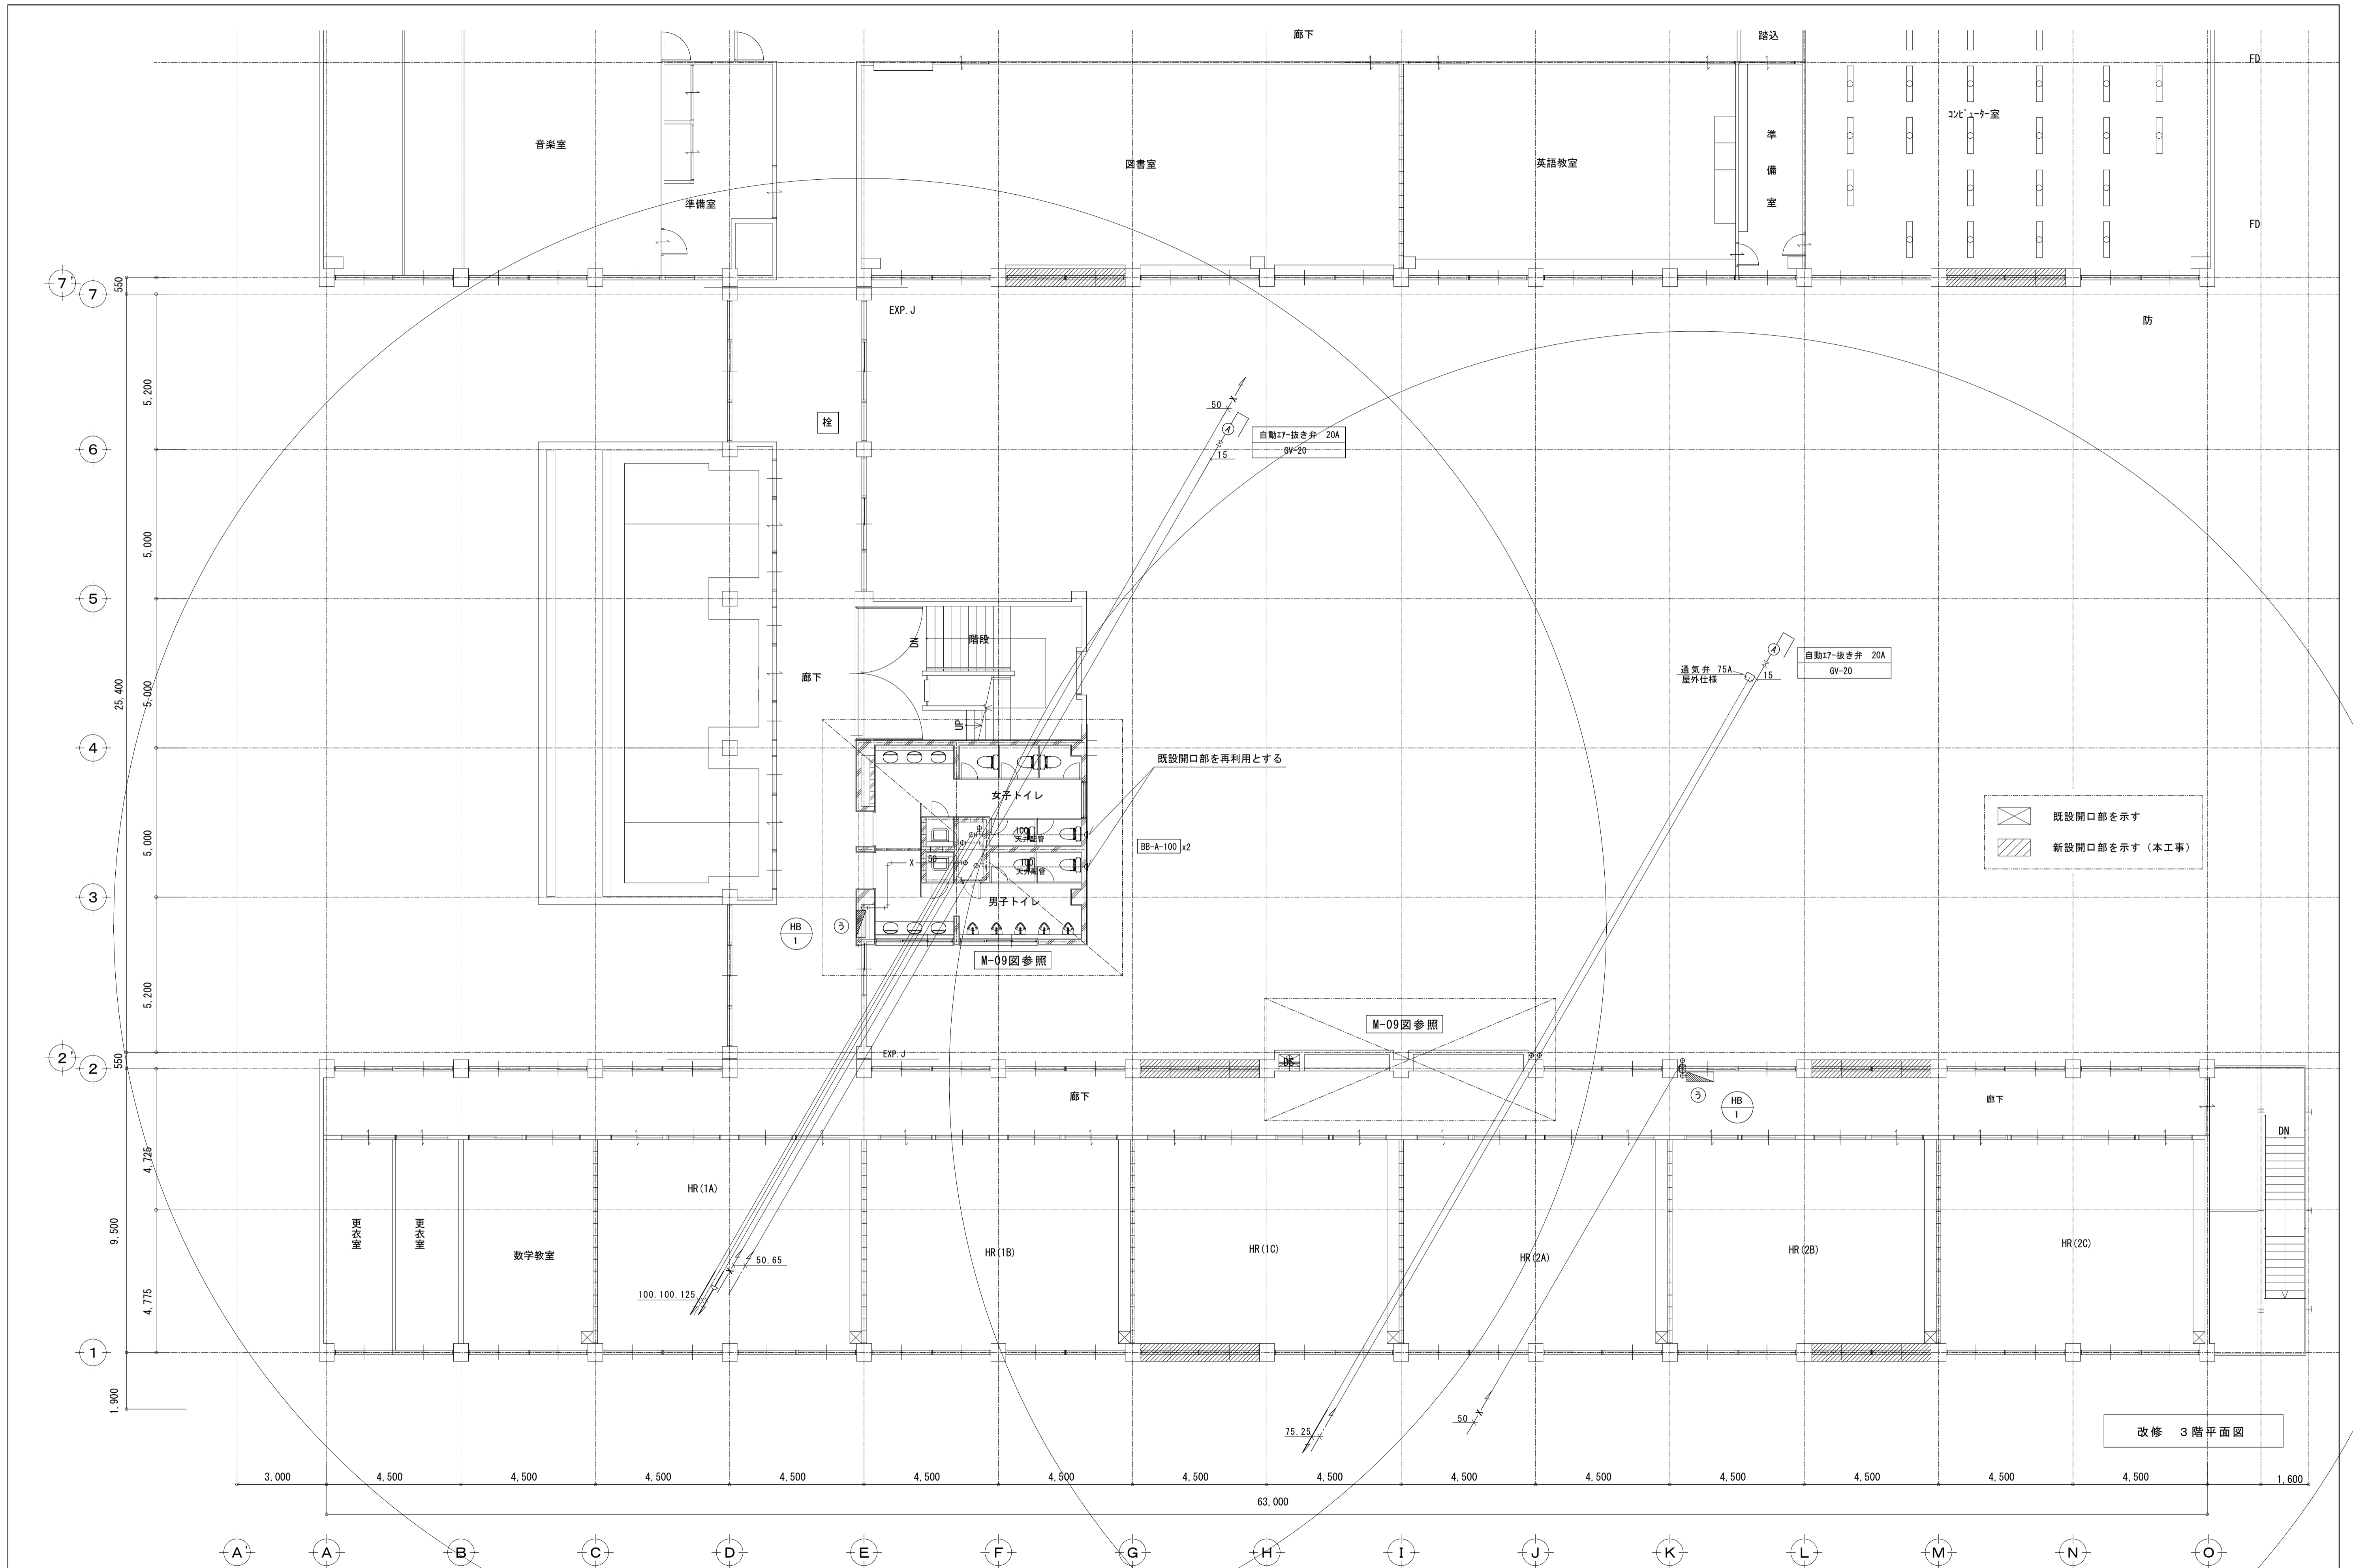 廊下
踏込
FD
コンピューター室
音楽室
図書室
英語教室
準備室
準備室
FD
7'
7
550
EXP.J
防
5,200
50
栓
自動エアー抜き弁 20A
GV-20
15
6
5,000
5
階段
DN
廊下
自動エアー抜き弁 20A
GV-20
通気弁 75A
屋外仕様
15
25,400
5,000
UP
4
既設開口部を再利用とする
女子トイレ
既設開口部を示す
新設開口部を示す（本工事）
100
天井配管
BB-A-100 x2
5,000
X
50
100
天井配管
3
男子トイレ
HB
1
う
M-09図参照
5,200
M-09図参照
2'
2
550
EXP.J
DS
廊下
う
HB
1
廊下
DN
4,725
HR(1A)
更衣室
更衣室
数学教室
HR(1B)
HR(1C)
HR(2A)
HR(2B)
HR(2C)
9,500
50.65
100.100.125
4,775
1
1,900
50
75.25
改修 3階平面図
3,000
4,500
4,500
4,500
4,500
4,500
4,500
4,500
4,500
4,500
4,500
4,500
4,500
4,500
4,500
1,600
63,000
A'
A
B
C
D
E
F
G
H
I
J
K
L
M
N
O